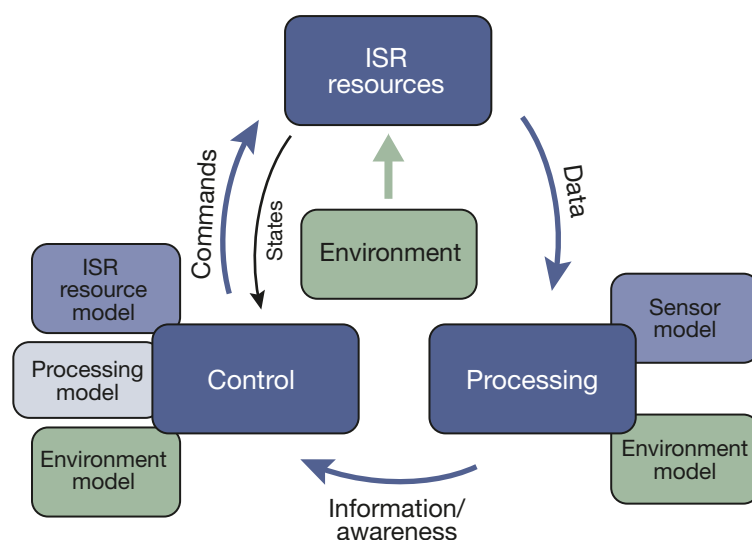 ISR
resources
Commands
States
Data
Environment
ISR
resource
model
Processing
model
Environment
model
Control
Processing
Sensor
model
Environment
model
Information/
awareness